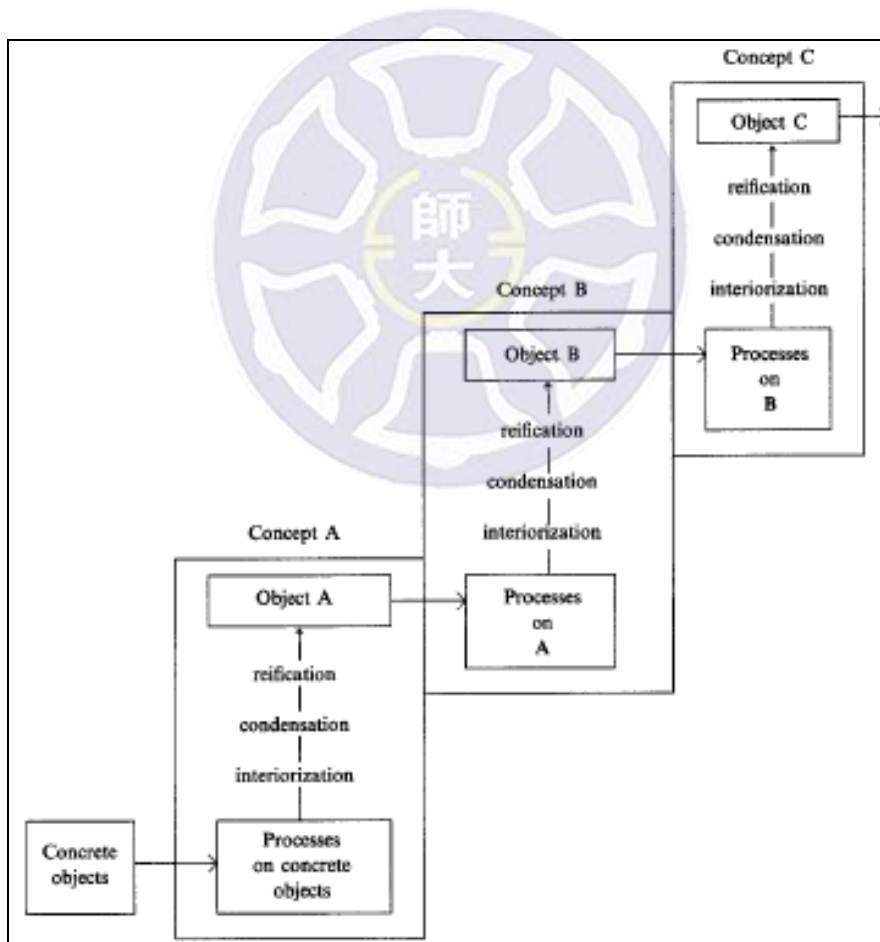 Concept C
Object C
reification
condensation
interiorization
Processes
on
B
師
大
Concept B
Object B
reification
condensation
interiorization
Processes
on
A
Concept A
Object A
reification
condensation
interiorization
Processes
on concrete
objects
Concrete
objects